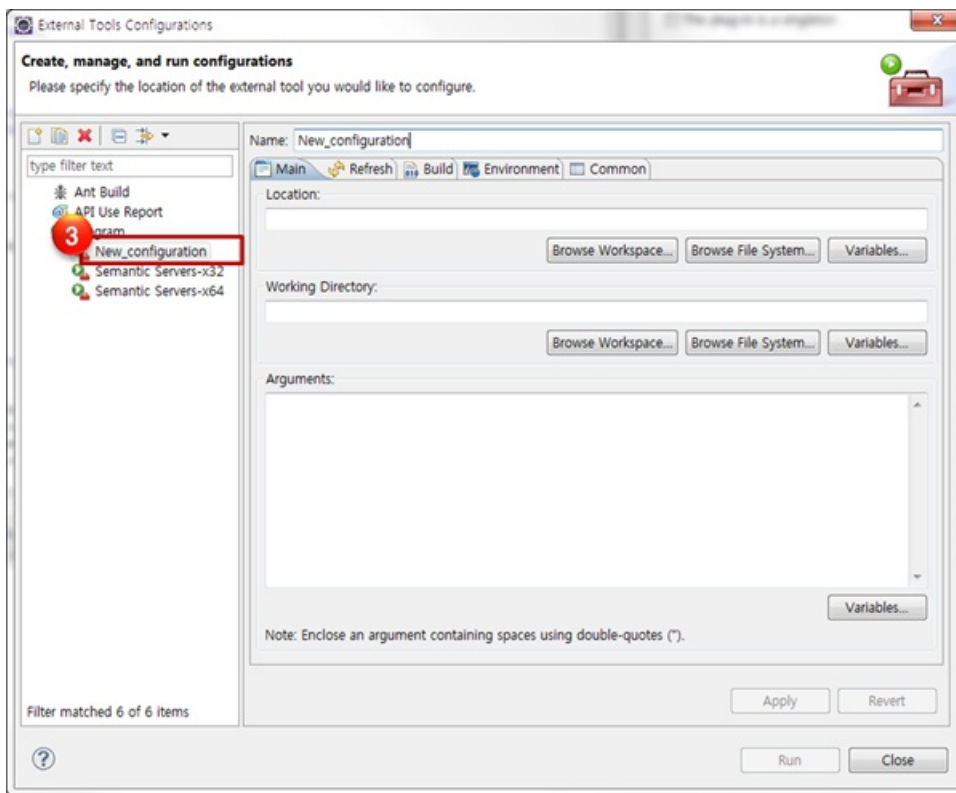 External Tools Configurations
Create, manage, and run configurations
Please specify the location of the external tool you would like to configure.
type filter text
Ant Build
API Use Report
gram
3
New_configuration
Semantic Servers-x32
Semantic Servers-x64
Filter matched 6 of 6 items
Name: New_configuration
Main Refresh Build Environment Common
Location:
Browse Workspace... Browse File System... Variables...
Working Directory:
Browse Workspace... Browse File System... Variables...
Arguments:
Variables...
Note: Enclose an argument containing spaces using double-quotes (").
Apply Revert
? Run Close